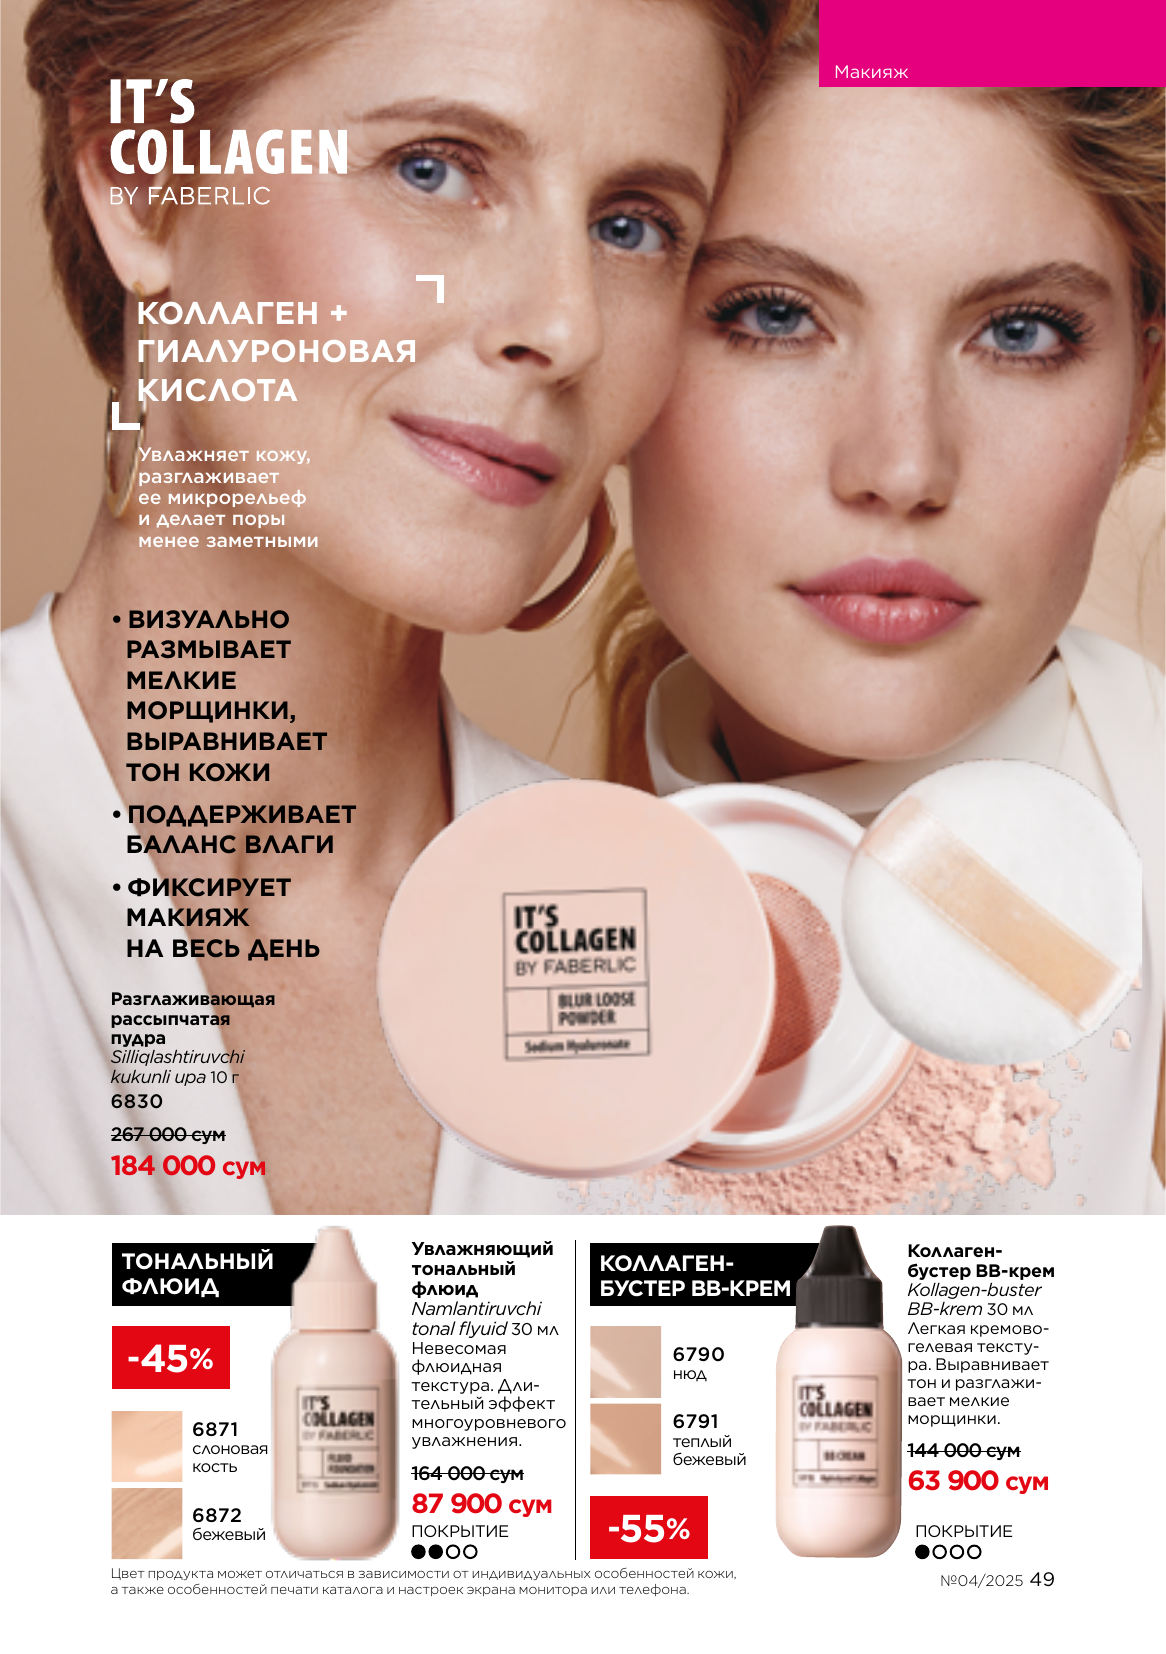 Макияж
IT'S
COLLAGEN
BY FABERLIC
КОЛЛАГЕН +
ГИАЛУРОНОВАЯ
КИСЛОТА
Увлажняет кожу,
разглаживает
ее микрорельеф
и делает поры
менее заметными
• ВИЗУАЛЬНО
РАЗМЫВАЕТ
МЕЛКИЕ
МОРЩИНКИ,
ВЫРАВНИВАЕТ
ТОН КОЖИ
• ПОДДЕРЖИВАЕТ
БАЛАНС ВЛАГИ
• ФИКСИРУЕТ
МАКИЯЖ
НА ВЕСЬ ДЕНЬ
IT'S
COLLAGEN
BY FABERLIC
BLUR LOOSE
POWDER
Sodium Hyaluronate
Разглаживающая
рассыпчатая
пудра
Silliqlashtiruvchi
kukunli upa 10 г
6830
267 000 сум
184 000 сум
ТОНАЛЬНЫЙ
ФЛЮИД
-45%
6871
слоновая
кость
6872
бежевый
IT'S
COLLAGEN
BY FABERLIC
FLUID
FOUNDATION
Увлажняющий
тональный
флюид
Namlantiruvchi
tonal flyuid 30 мл
Невесомая
флюидная
текстура. Дли-
тельный эффект
многоуровневого
увлажнения.
164 000 сум
87 900 сум
ПОКРЫТИЕ
КОЛЛАГЕН-
БУСТЕР BB-КРЕМ
6790
нюд
6791
теплый
бежевый
-55%
IT'S
COLLAGEN
BY FABERLIC
BB CREAM
Коллаген-
бустер BB-крем
Kollagen-buster
BB-krem 30 мл
Легкая кремово-
гелевая тексту-
ра. Выравнивает
тон и разглажи-
вает мелкие
морщинки.
144 000 сум
63 900 сум
ПОКРЫТИЕ
Цвет продукта может отличаться в зависимости от индивидуальных особенностей кожи,
а также особенностей печати каталога и настроек экрана монитора или телефона.
№04/2025 49